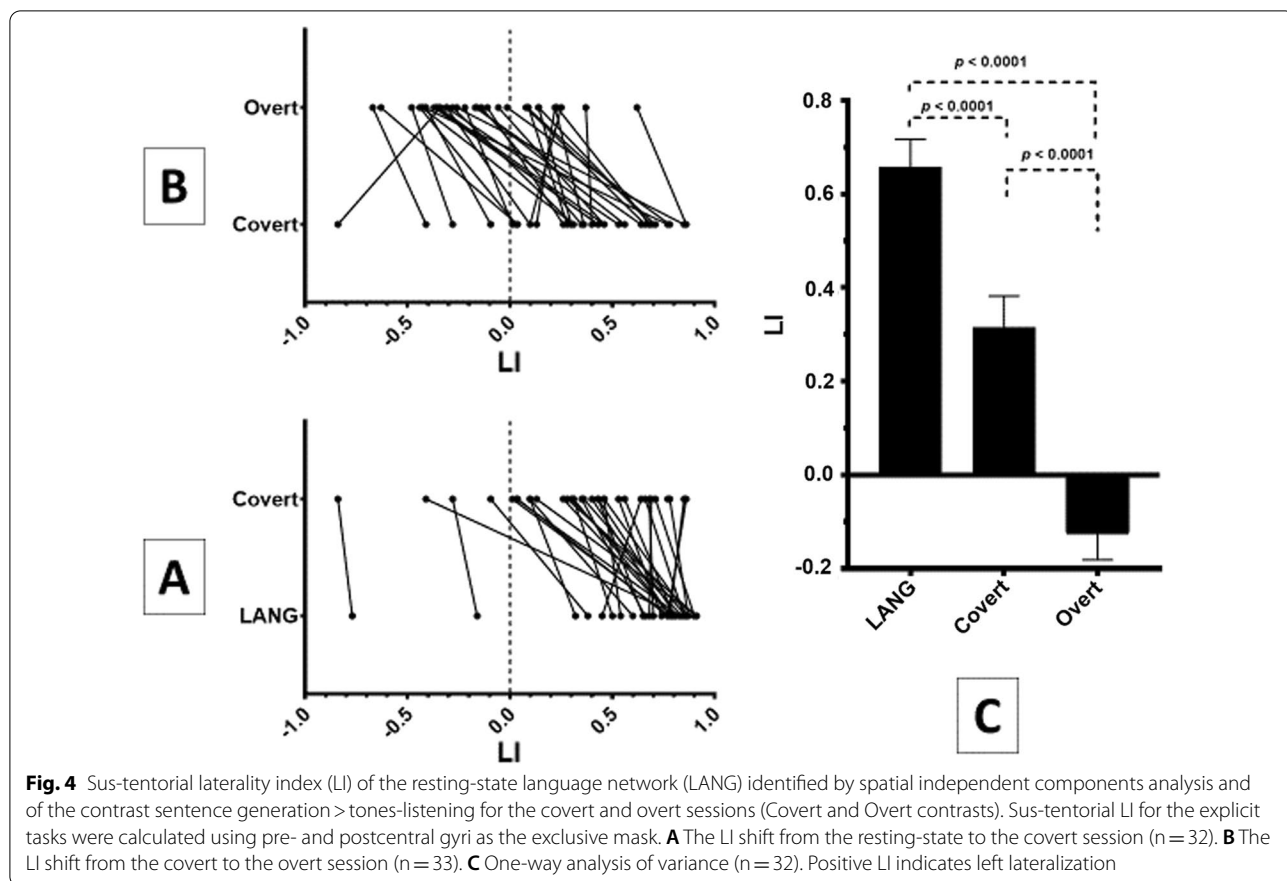 Overt
B
Covert
-1.0
-0.5
0.0
0.5
1.0
LI
Covert
A
LANG
-1.0
-0.5
0.0
0.5
1.0
LI
p < 0.0001
p < 0.0001
p < 0.0001
0.8
0.6
0.4
LI
0.2
0.0
-0.2
LANG
Covert
Overt
C
Fig. 4 Sus-tentorial laterality index (LI) of the resting-state language network (LANG) identified by spatial independent components analysis and
of the contrast sentence generation > tones-listening for the covert and overt sessions (Covert and Overt contrasts). Sus-tentorial LI for the explicit
tasks were calculated using pre- and postcentral gyri as the exclusive mask. A The LI shift from the resting-state to the covert session (n = 32). B The
LI shift from the covert to the overt session (n = 33). C One-way analysis of variance (n = 32). Positive LI indicates left lateralization